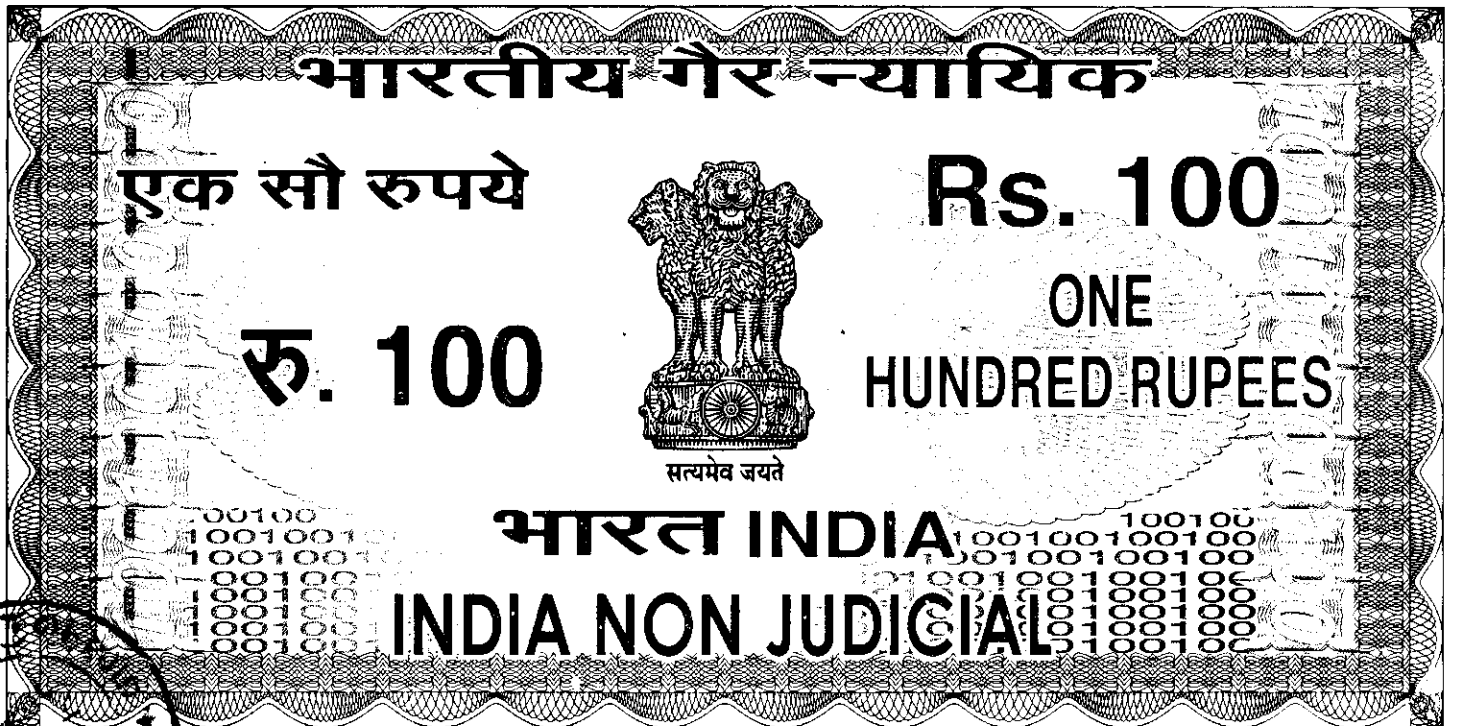 भारतीय गैर न्यायिक
एक सौ रुपये
Rs. 100
रु. 100
ONE
HUNDRED RUPEES
सत्यमेव जयते
भारत INDIA
INDIA NON JUDICIAL